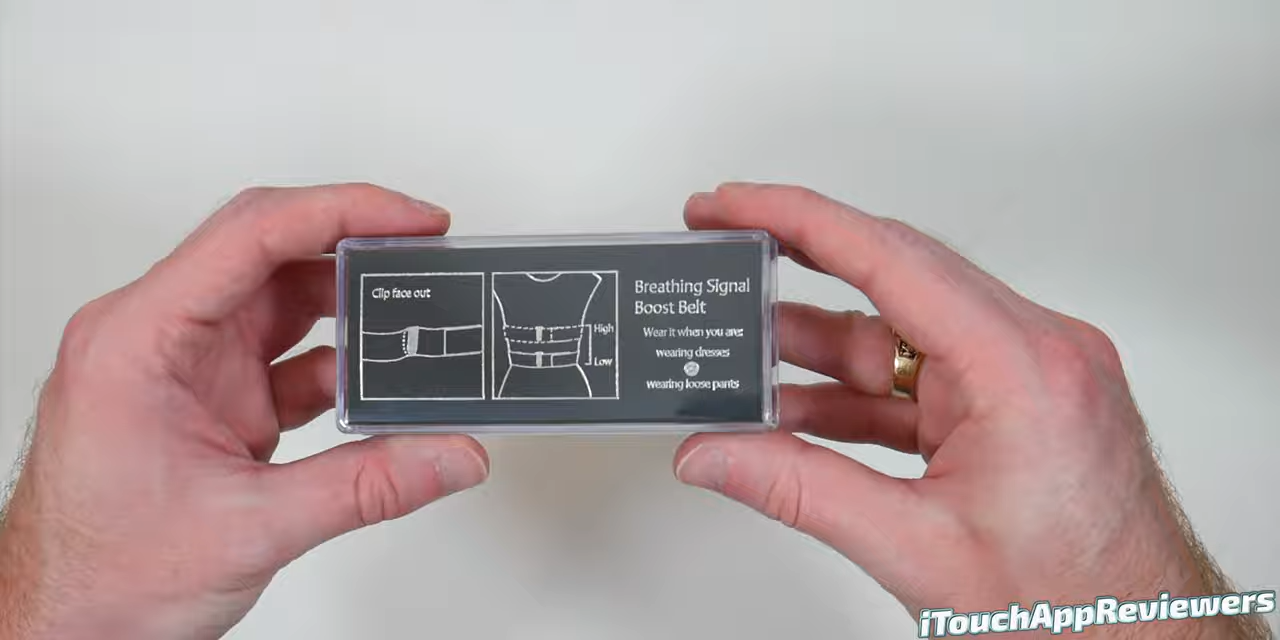 Clip face out
High
Low
Breathing Signal
Boost Belt
Wear it when you are:
wearing dresses
wearing loose pants
iTouchAppReviewers